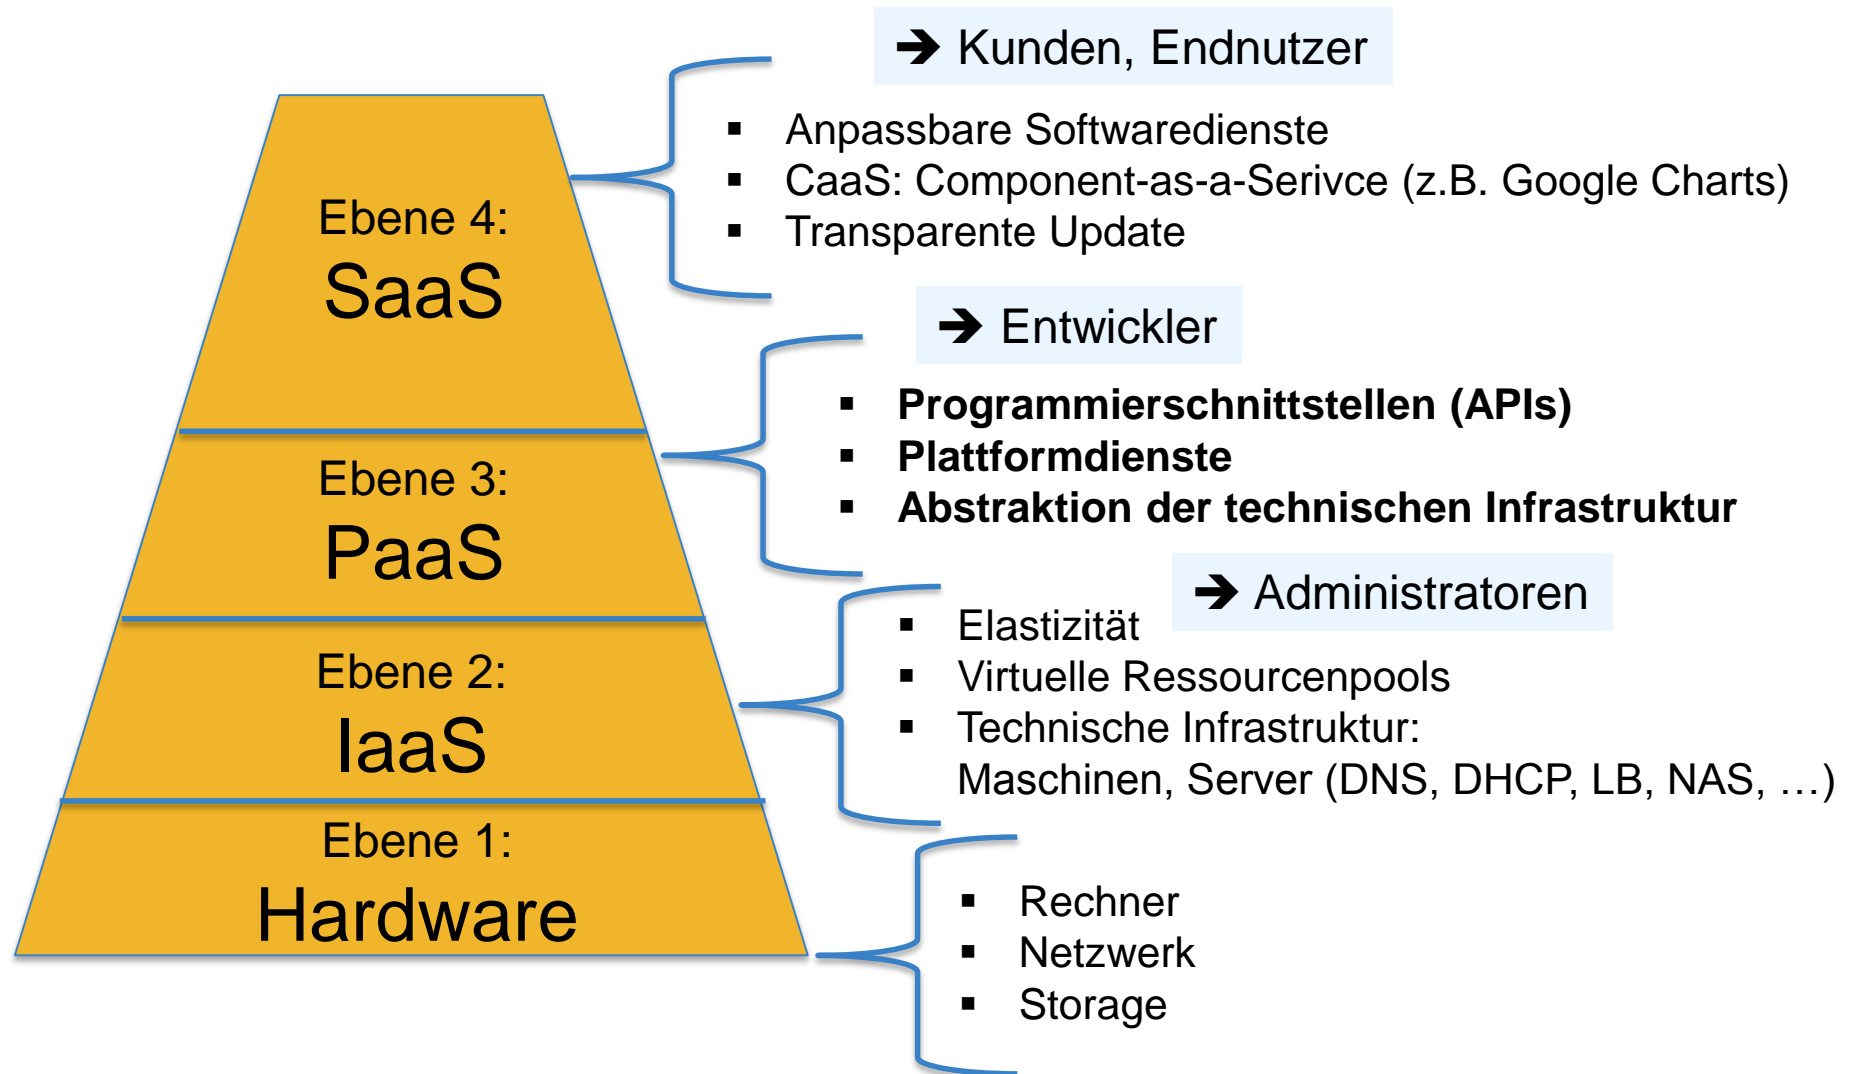 ➔ Kunden, Endnutzer
▪ Anpassbare Softwaredienste
▪ CaaS: Component-as-a-Serivce (z.B. Google Charts)
▪ Transparente Update
Ebene 4:
SaaS
➔ Entwickler
▪ Programmierschnittstellen (APIs)
▪ Plattformdienste
▪ Abstraktion der technischen Infrastruktur
Ebene 3:
PaaS
➔ Administratoren
▪ Elastizität
▪ Virtuelle Ressourcenpools
▪ Technische Infrastruktur:
Maschinen, Server (DNS, DHCP, LB, NAS, …)
Ebene 2:
IaaS
Ebene 1:
Hardware
▪ Rechner
▪ Netzwerk
▪ Storage